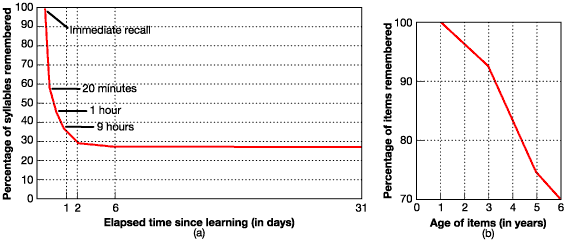 Percentage of syllables remembered
100
90
80
70
60
50
40
30
20
10
0
Immediate recall
20 minutes
1 hour
9 hours
1 2 6 31
Elapsed time since learning (in days)
(a)
Percentage of items remembered
100
90
80
70
0 1 2 3 4 5 6
Age of items (in years)
(b)